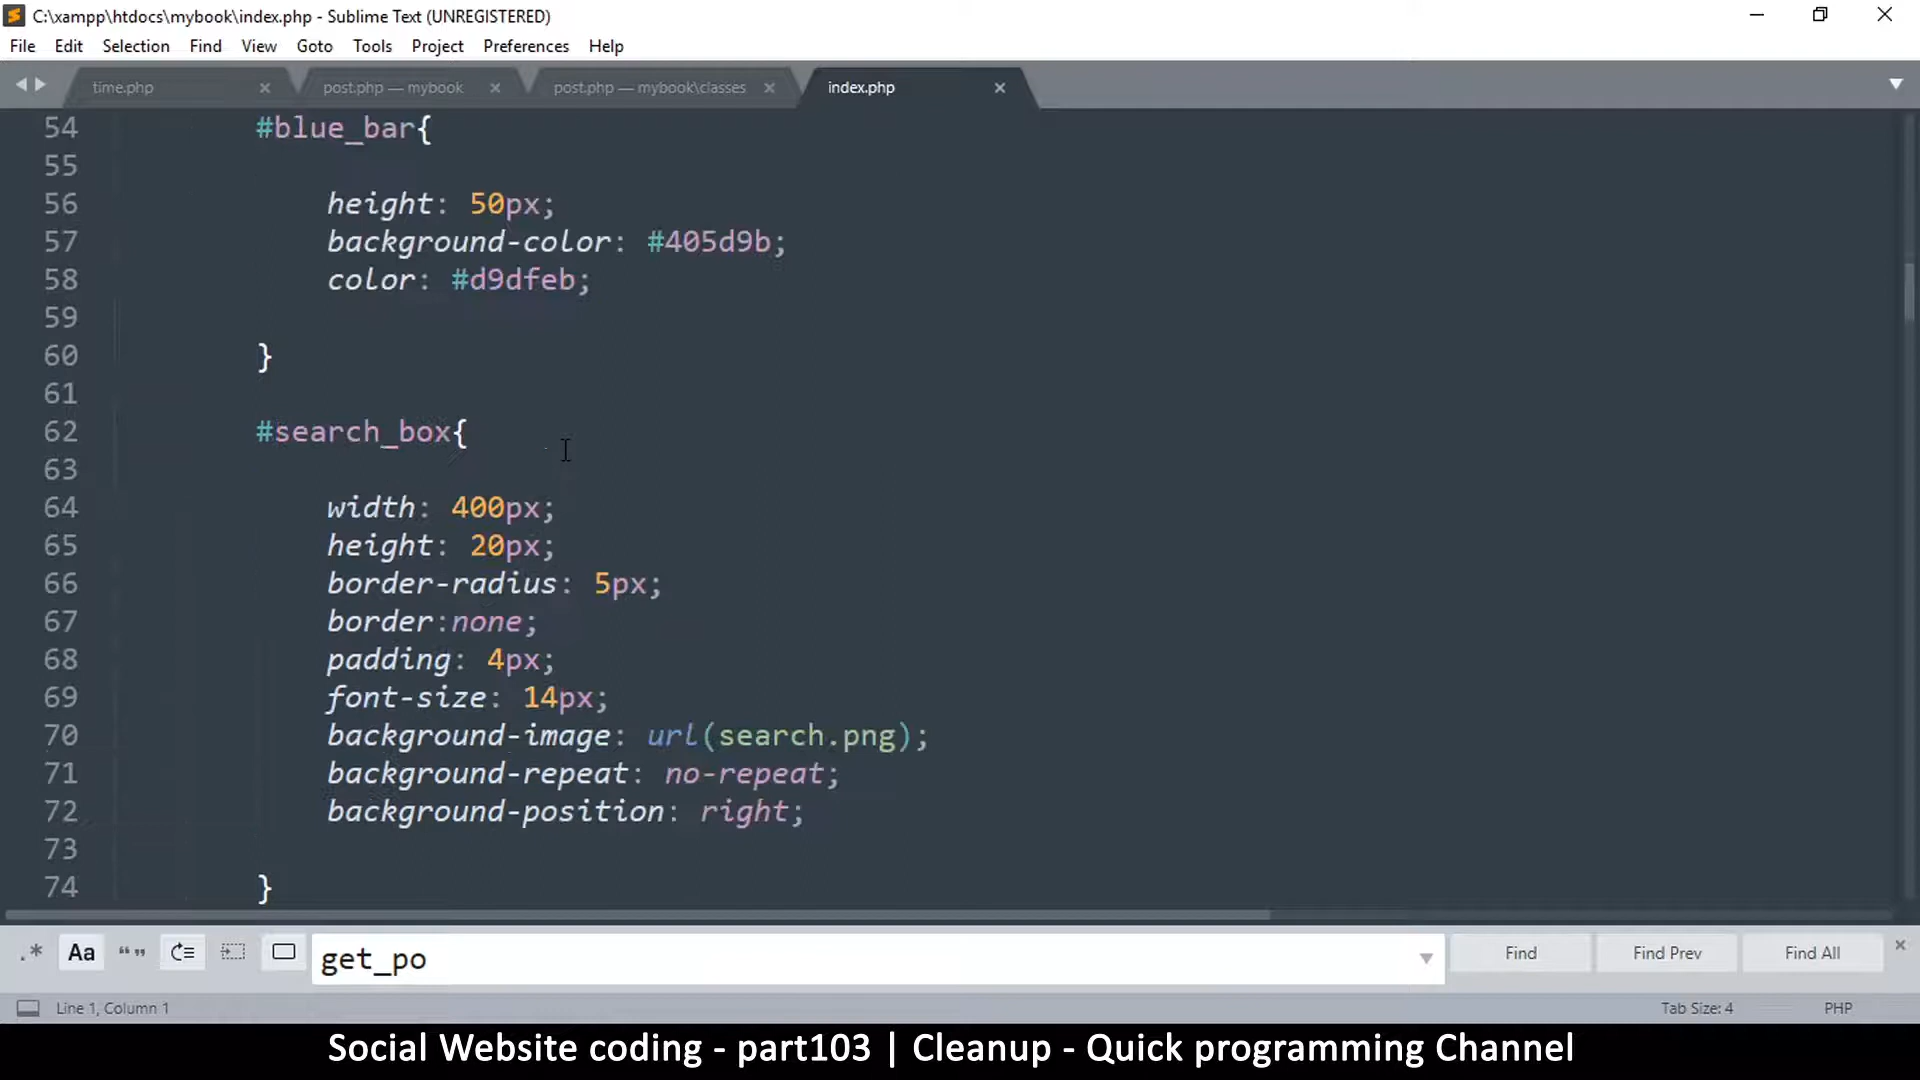 C:\xampp\htdocs\mybook\index.php - Sublime Text (UNREGISTERED)
File Edit Selection Find View Goto Tools Project Preferences Help
time.php post.php — mybook post.php — mybook\classes index.php
54 #blue_bar{
55
56 height: 50px;
57 background-color: #405d9b;
58 color: #d9dfeb;
59
60 }
61
62 #search_box{
63
64 width: 400px;
65 height: 20px;
66 border-radius: 5px;
67 border:none;
68 padding: 4px;
69 font-size: 14px;
70 background-image: url(search.png);
71 background-repeat: no-repeat;
72 background-position: right;
73
74 }
.* Aa “” get_po Find Find Prev Find All
Line 1, Column 1 Tab Size: 4 PHP
Social Website coding - part103 | Cleanup - Quick programming Channel